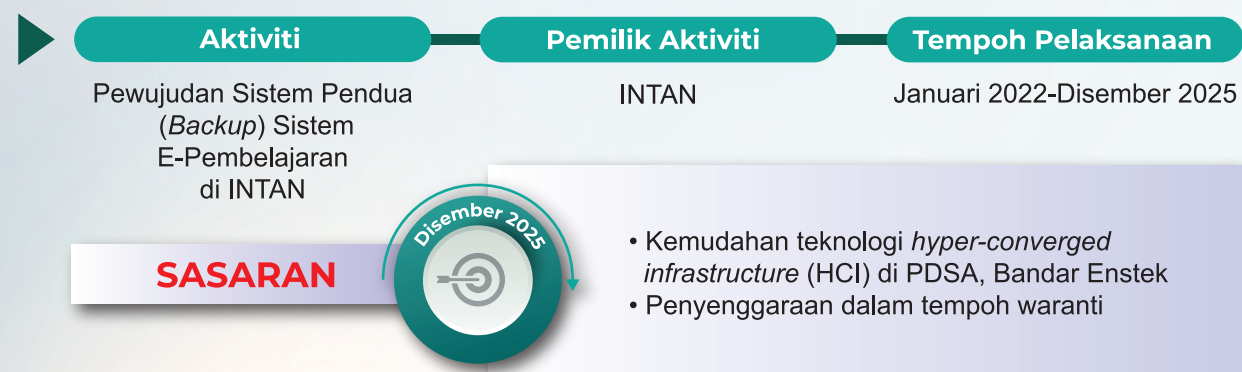 Aktiviti
Pemilik Aktiviti
Tempoh Pelaksanaan
Pewujudan Sistem Pendua
(Backup) Sistem
E-Pembelajaran
di INTAN
INTAN
Januari 2022-Disember 2025
SASARAN
Disember 2025
• Kemudahan teknologi hyper-converged
infrastructure (HCI) di PDSA, Bandar Enstek
• Penyenggaraan dalam tempoh waranti